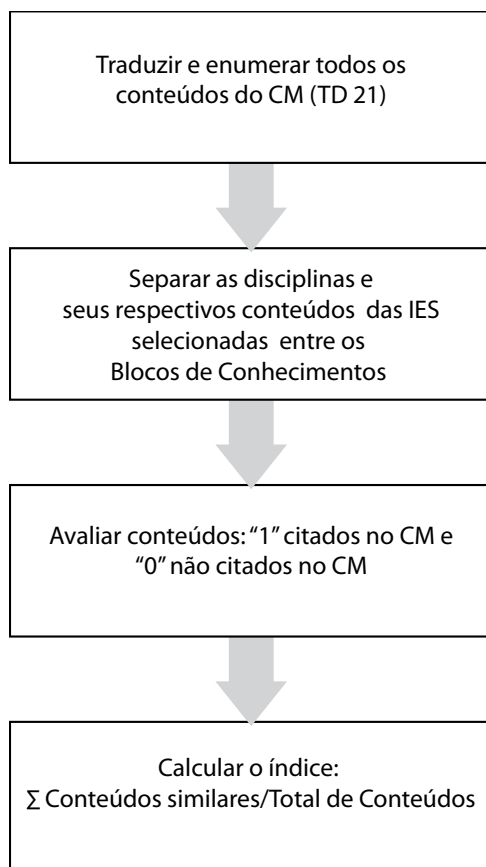 Traduzir e enumerar todos os
conteúdos do CM (TD 21)
Separar as disciplinas e
seus respectivos conteúdos das IES
selecionadas entre os
Blocos de Conhecimentos
Avaliar conteúdos: “1” citados no CM e
“0” não citados no CM
Calcular o índice:
∑ Conteúdos similares/Total de Conteúdos